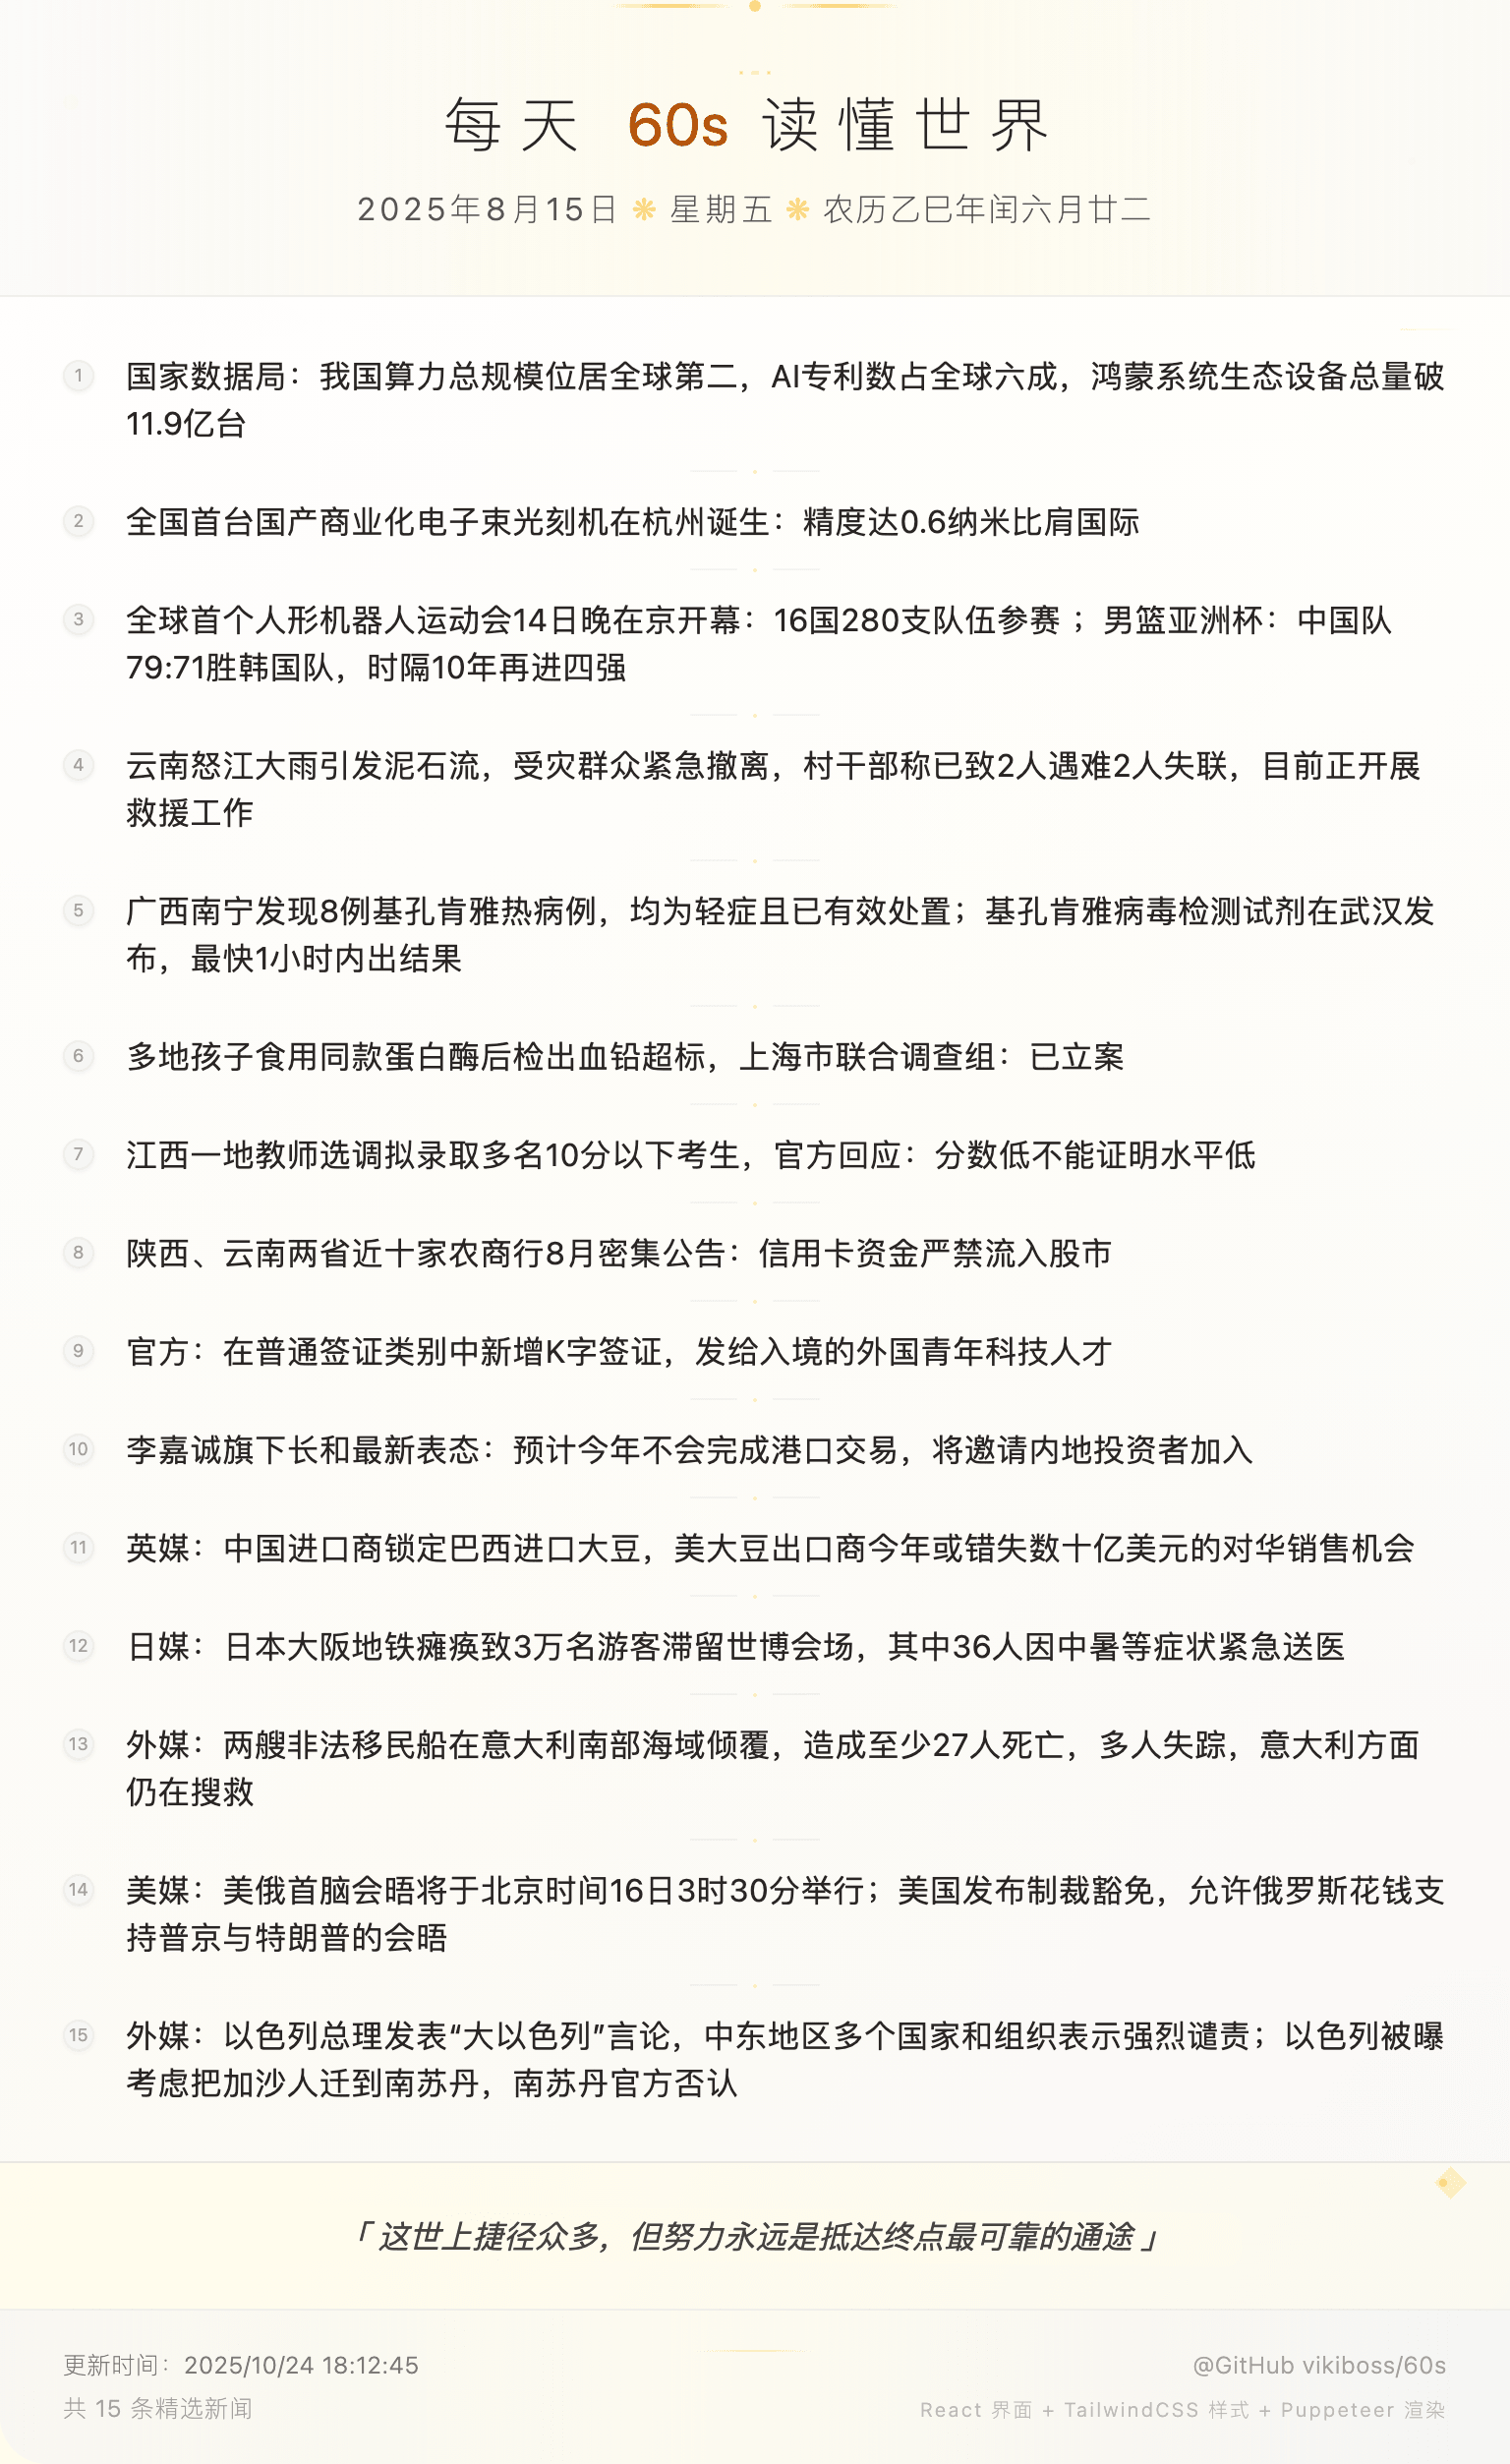 每天 60s 读懂世界
2025年8月15日 ❋ 星期五 ❋ 农历乙巳年闰六月廿二
1 国家数据局：我国算力总规模位居全球第二，AI专利数占全球六成，鸿蒙系统生态设备总量破
11.9亿台
2 全国首台国产商业化电子束光刻机在杭州诞生：精度达0.6纳米比肩国际
3 全球首个人形机器人运动会14日晚在京开幕：16国280支队伍参赛 ；男篮亚洲杯：中国队
79:71胜韩国队，时隔10年再进四强
4 云南怒江大雨引发泥石流，受灾群众紧急撤离，村干部称已致2人遇难2人失联，目前正开展
救援工作
5 广西南宁发现8例基孔肯雅热病例，均为轻症且已有效处置；基孔肯雅病毒检测试剂在武汉发
布，最快1小时内出结果
6 多地孩子食用同款蛋白酶后检出血铅超标，上海市联合调查组：已立案
7 江西一地教师选调拟录取多名10分以下考生，官方回应：分数低不能证明水平低
8 陕西、云南两省近十家农商行8月密集公告：信用卡资金严禁流入股市
9 官方：在普通签证类别中新增K字签证，发给入境的外国青年科技人才
10 李嘉诚旗下长和最新表态：预计今年不会完成港口交易，将邀请内地投资者加入
11 英媒：中国进口商锁定巴西进口大豆，美大豆出口商今年或错失数十亿美元的对华销售机会
12 日媒：日本大阪地铁瘫痪致3万名游客滞留世博会场，其中36人因中暑等症状紧急送医
13 外媒：两艘非法移民船在意大利南部海域倾覆，造成至少27人死亡，多人失踪，意大利方面
仍在搜救
14 美媒：美俄首脑会晤将于北京时间16日3时30分举行；美国发布制裁豁免，允许俄罗斯花钱支
持普京与特朗普的会晤
15 外媒：以色列总理发表“大以色列”言论，中东地区多个国家和组织表示强烈谴责；以色列被曝
考虑把加沙人迁到南苏丹，南苏丹官方否认
「 这世上捷径众多，但努力永远是抵达终点最可靠的通途 」
更新时间：2025/10/24 18:12:45
@GitHub vikiboss/60s
共 15 条精选新闻
React 界面 + TailwindCSS 样式 + Puppeteer 渲染